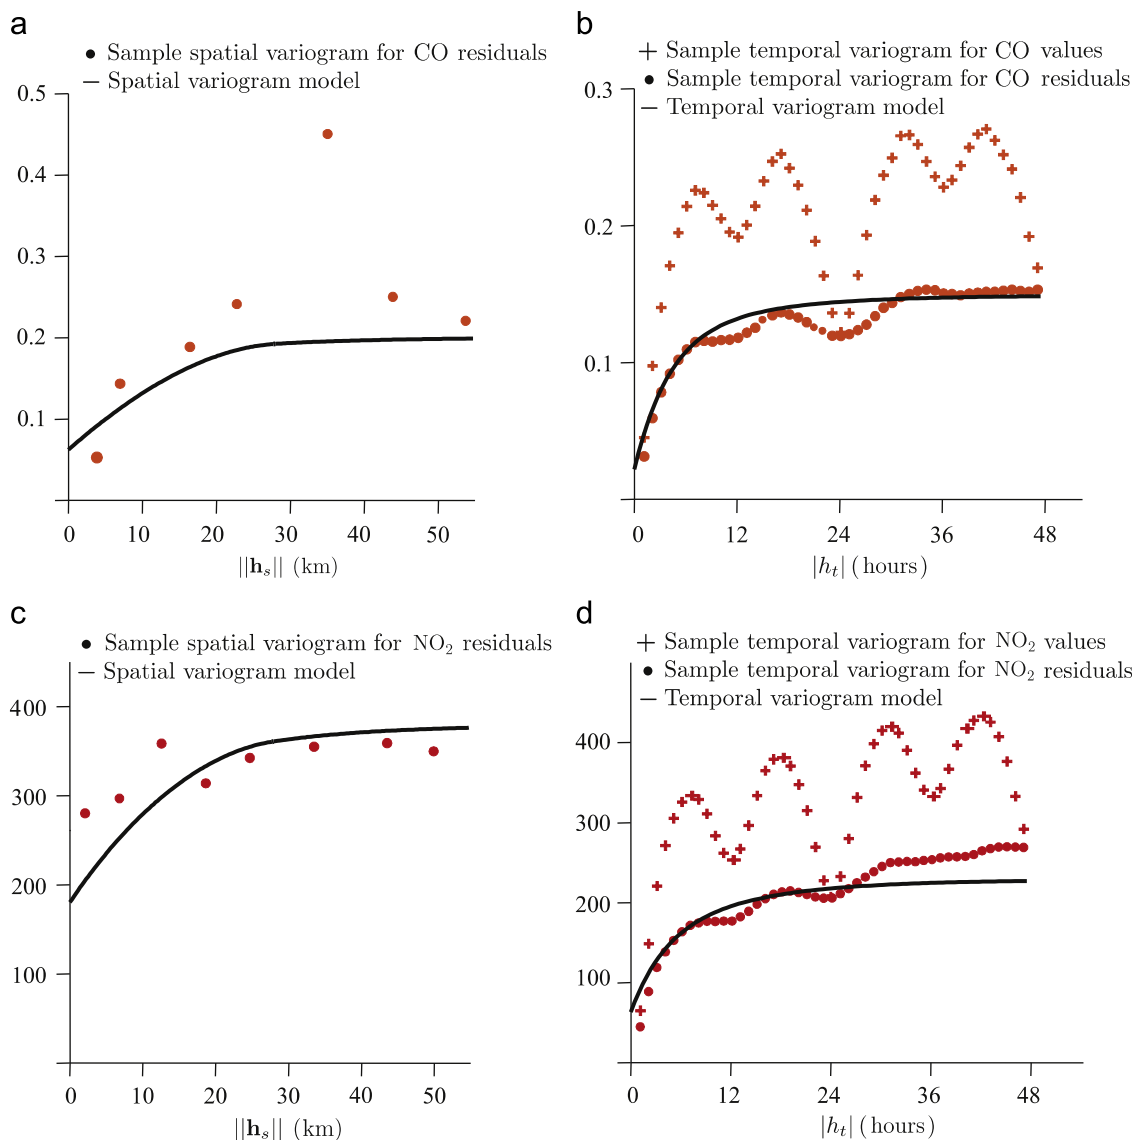 a
● Sample spatial variogram for CO residuals
— Spatial variogram model
0.5
0.4
0.3
0.2
0.1
0 10 20 30 40 50
||hₛ|| (km)
b
+ Sample temporal variogram for CO values
● Sample temporal variogram for CO residuals
— Temporal variogram model
0.3
0.2
0.1
0 12 24 36 48
|hₜ| (hours)
c
● Sample spatial variogram for NO₂ residuals
— Spatial variogram model
400
300
200
100
0 10 20 30 40 50
||hₛ|| (km)
d
+ Sample temporal variogram for NO₂ values
● Sample temporal variogram for NO₂ residuals
— Temporal variogram model
400
300
200
100
0 12 24 36 48
|hₜ| (hours)